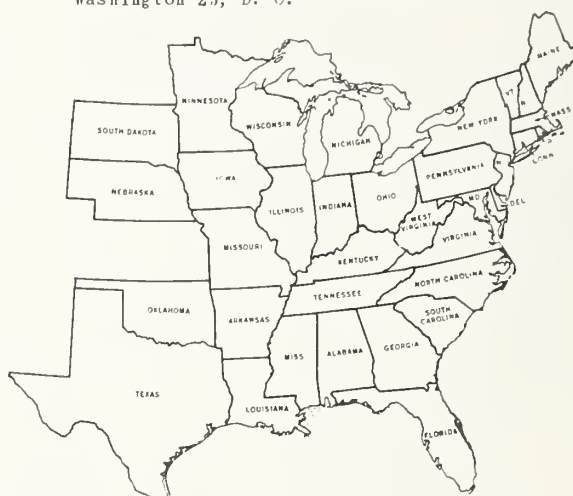 Washington 25, D. C.
MAINE
MINNESOTA
VT
N
SOUTH DAKOTA
WISCONSIN
MASS
MICHIGAN
NEW YORK
CONN
IOWA
PENNSYLVANIA
NEBRASKA
ILLINOIS
INDIANA
OHIO
MD
DEL
WEST
VIRGINIA
MISSOURI
VIRGINIA
KENTUCKY
NORTH CAROLINA
TENNESSEE
OKLAHOMA
ARKANSAS
SOUTH
CAROLINA
MISS
ALABAMA
GEORGIA
TEXAS
LOUISIANA
FLORIDA